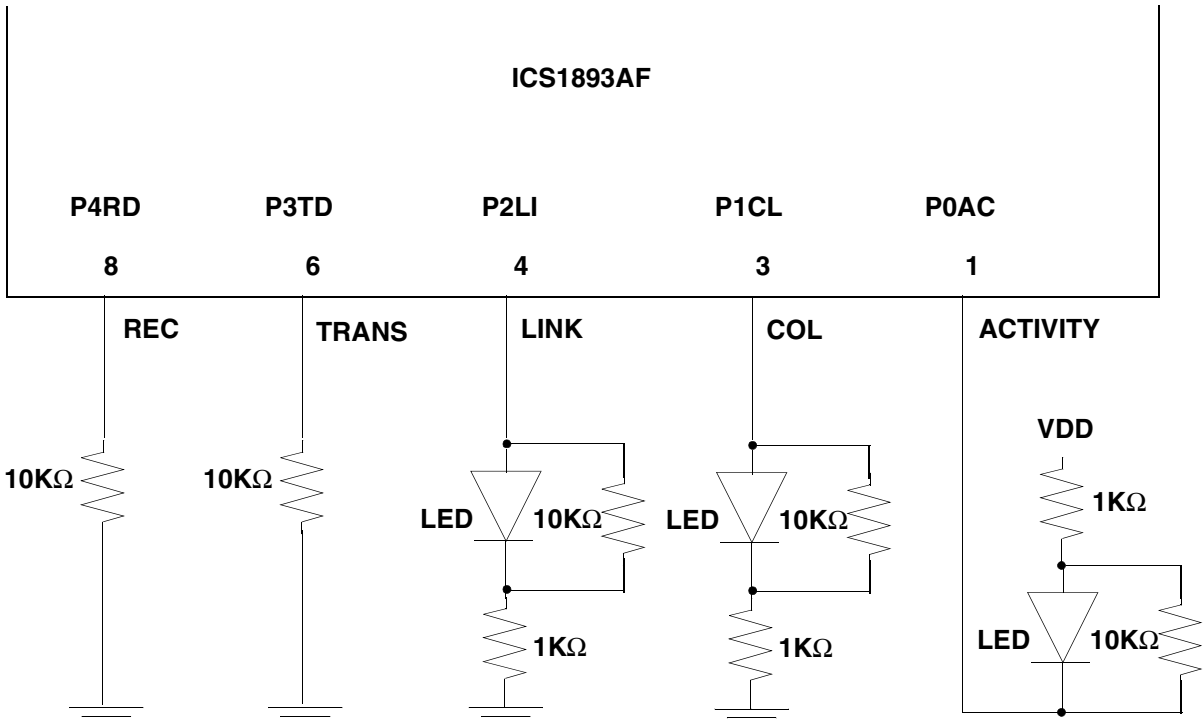 ICS1893AF
P4RD P3TD P2LI P1CL P0AC
8 6 4 3 1
REC TRANS LINK COL ACTIVITY
VDD
10KΩ 10KΩ 1KΩ
LED 10KΩ LED 10KΩ
1KΩ 1KΩ LED 10KΩ